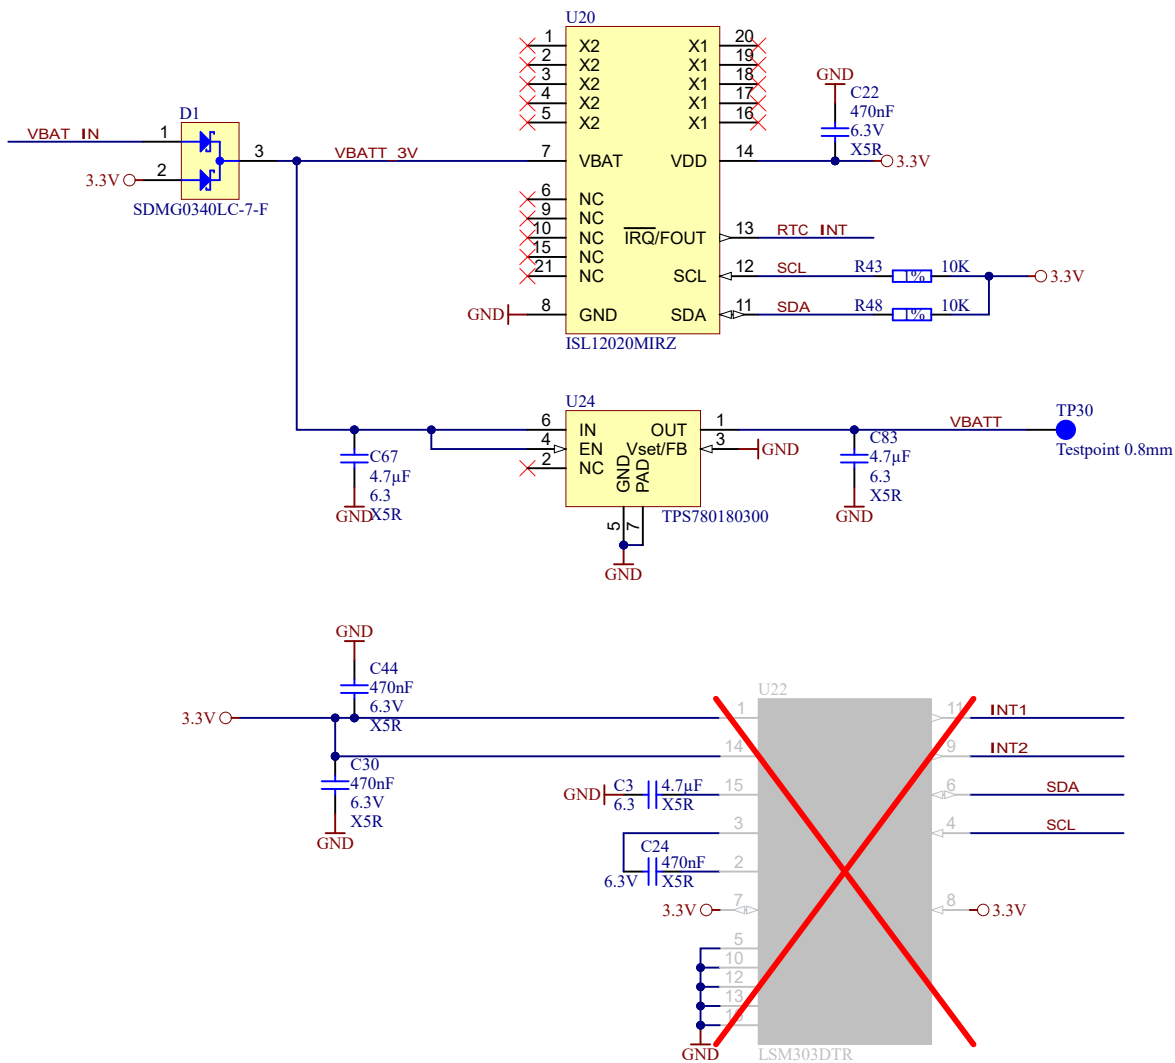 U20
1 X2 X1 20
2 X2 X1 19
3 X2 X1 18
4 X2 X1 17
5 X2 X1 16
GND
C22
470nF
6.3V
X5R
D1
VBAT_IN 1
3.3V 2
3 VBATT_3V 7 VBAT VDD 14 3.3V
SDMG0340LC-7-F
6 NC
9 NC
10 NC
15 NC
21 NC
IRQ/FOUT 13 RTC_INT
SCL 12 SCL R43 1% 10K 3.3V
GND 8 GND SDA 11 SDA R48 1% 10K
ISL12020MIRZ
U24
6 IN OUT 1 VBATT
4 EN Vset/FB 3 GND
2 NC
GND
PAD
5
7
TPS780180300
GND
C67
4.7µF
6.3
X5R
GND
C83
4.7µF
6.3
X5R
GND
TP30
Testpoint 0.8mm
GND
C44
470nF
6.3V
X5R
3.3V
C30
470nF
6.3V
X5R
GND
U22
1 11 INT1
14 9 INT2
GND C3 4.7µF 15 6 SDA
6.3 X5R
3 4 SCL
C24
6.3V 470nF 2
X5R
3.3V 7 8 3.3V
5
10
12
13
GND
LSM303DTR